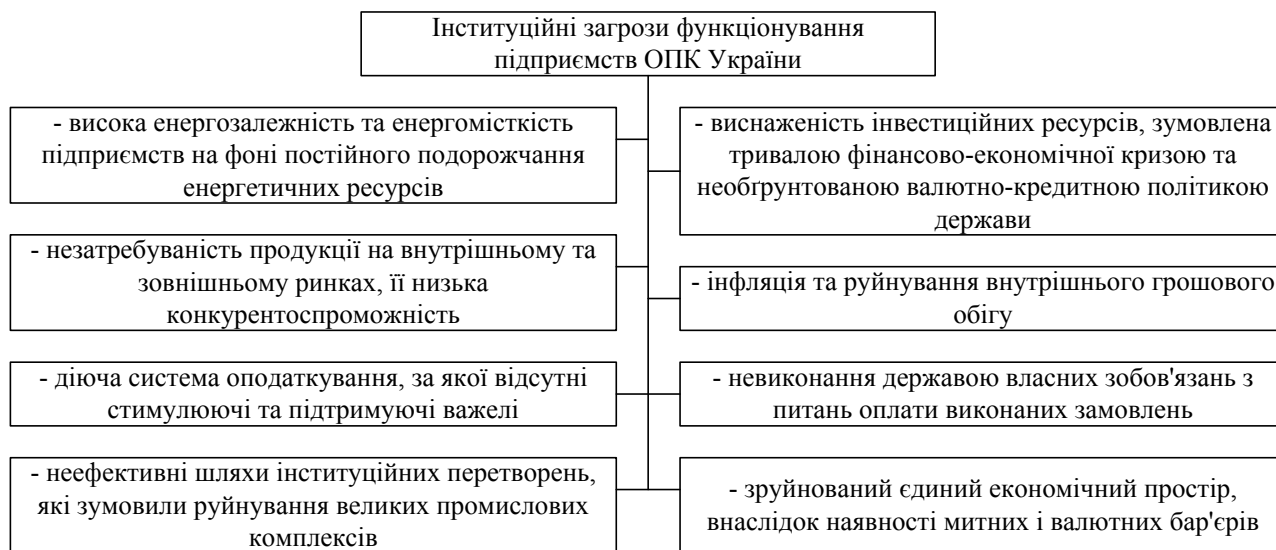 Інституційні загрози функціонування
підприємств ОПК України
- висока енергозалежність та енергомісткість
підприємств на фоні постійного подорожчання
енергетичних ресурсів
- виснаженість інвестиційних ресурсів, зумовлена
тривалою фінансово-економічної кризою та
необґрунтованою валютно-кредитною політикою
держави
- незатребуваність продукції на внутрішньому та
зовнішньому ринках, її низька
конкурентоспроможність
- інфляція та руйнування внутрішнього грошового
обігу
- діюча система оподаткування, за якої відсутні
стимулюючі та підтримуючі важелі
- невиконання державою власних зобов'язань з
питань оплати виконаних замовлень
- неефективні шляхи інституційних перетворень,
які зумовили руйнування великих промислових
комплексів
- зруйнований єдиний економічний простір,
внаслідок наявності митних і валютних бар'єрів